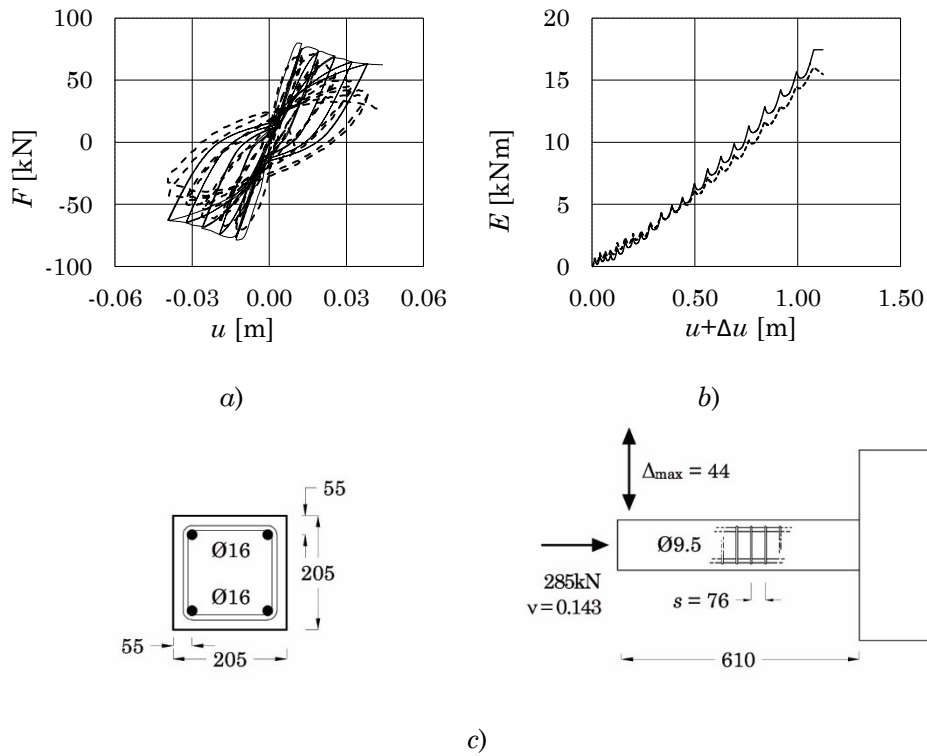 100
50
0
-50
-100
F [kN]
-0.06 -0.03 0.00 0.03 0.06
u [m]
a)
20
15
10
5
0
E [kNm]
0.00 0.50 1.00 1.50
u+Δu [m]
b)
55
Ø16
205
Ø16
55
205
Δmax = 44
Ø9.5
285kN
ν=0.143
s = 76
610
c)